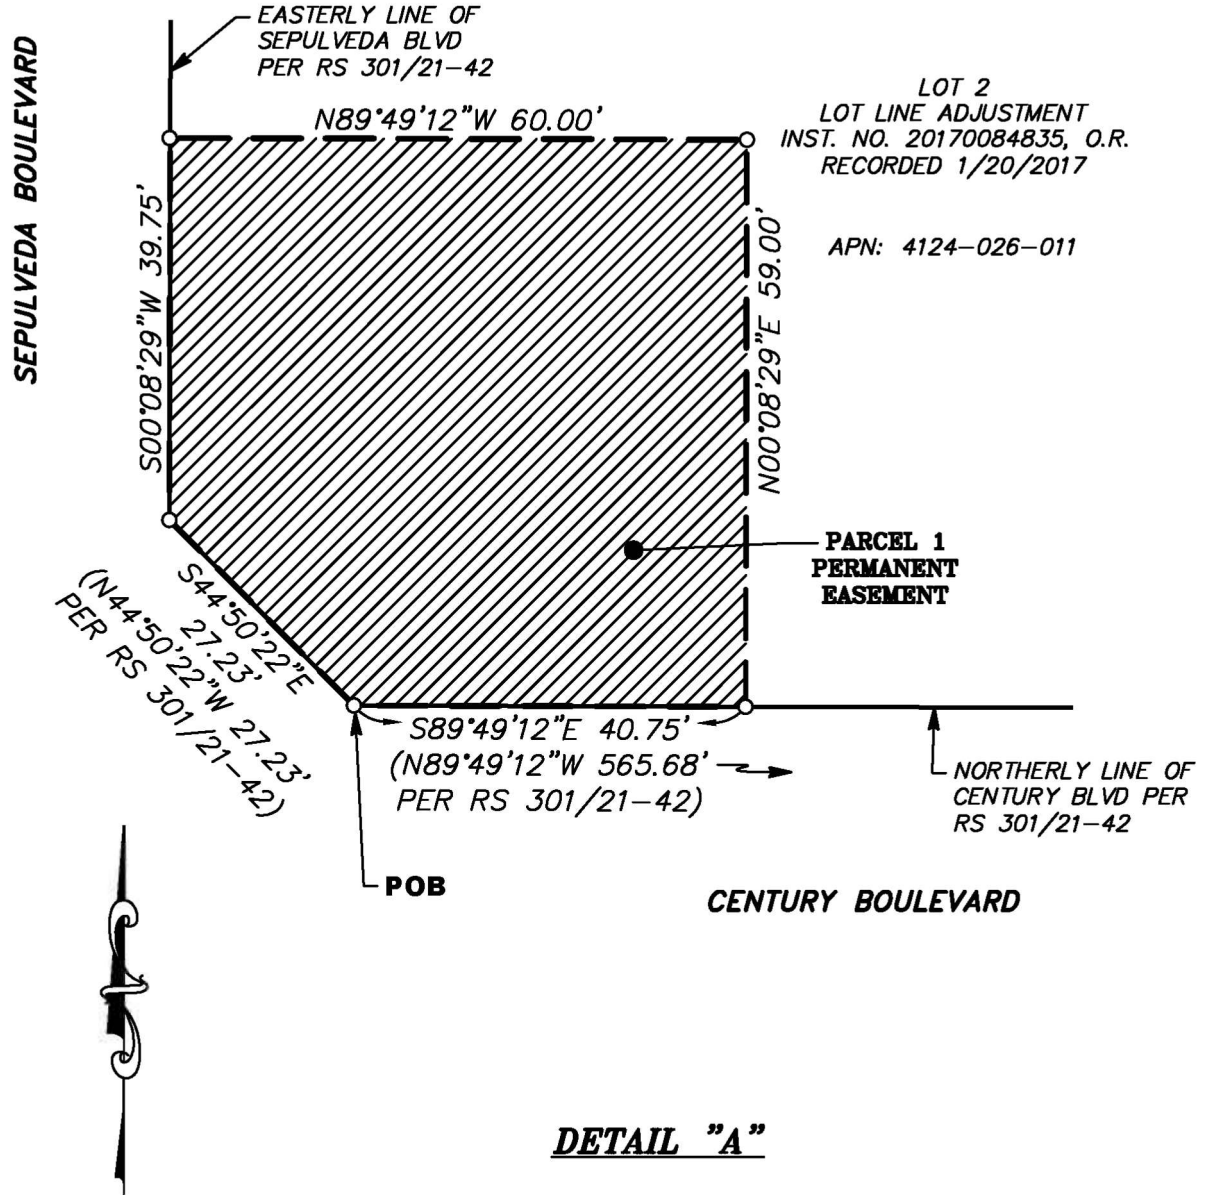 EASTERLY LINE OF
SEPULVEDA BLVD
PER RS 301/21-42
SEPULVEDA BOULEVARD
N89°49'12"W 60.00'
LOT 2
LOT LINE ADJUSTMENT
INST. NO. 20170084835, O.R.
RECORDED 1/20/2017
APN: 4124-026-011
S00°08'29"W 39.75'
N00°08'29"E 59.00'
PARCEL 1
PERMANENT
EASEMENT
S44°50'22"E
27.23'
(N44°50'22"W 27.23'
PER RS 301/21-42)
S89°49'12"E 40.75'
(N89°49'12"W 565.68'
PER RS 301/21-42)
NORTHERLY LINE OF
CENTURY BLVD PER
RS 301/21-42
POB
CENTURY BOULEVARD
DETAIL "A"